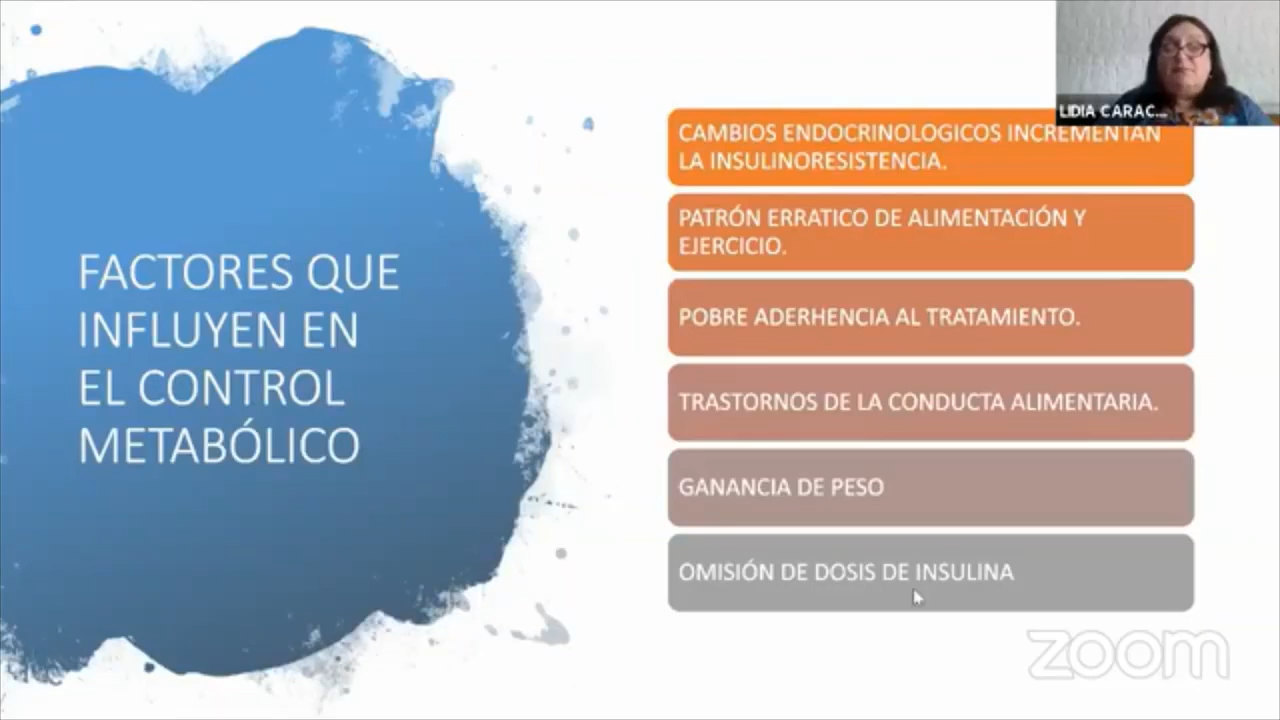 LIDIA CARAC...
FACTORES QUE
INFLUYEN EN
EL CONTROL
METABÓLICO
CAMBIOS ENDOCRINOLOGICOS INCREMENTAN
LA INSULINORESISTENCIA.
PATRÓN ERRATICO DE ALIMENTACIÓN Y
EJERCICIO.
POBRE ADERHENCIA AL TRATAMIENTO.
TRASTORNOS DE LA CONDUCTA ALIMENTARIA.
GANANCIA DE PESO
OMISIÓN DE DOSIS DE INSULINA
zoom